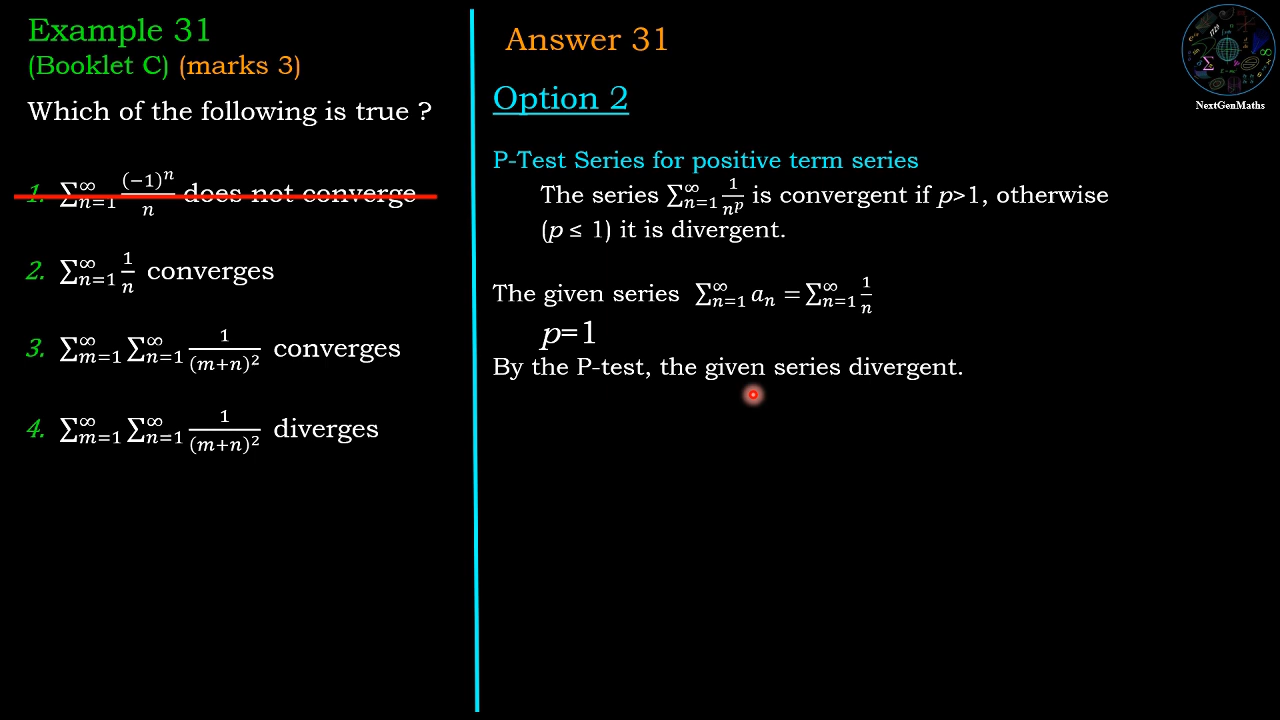 Example 31
(Booklet C) (marks 3)
Which of the following is true ?
1. ∑_{n=1}^{∞} (−1)^n/n does not converge
2. ∑_{n=1}^{∞} 1/n converges
3. ∑_{m=1}^{∞} ∑_{n=1}^{∞} 1/(m+n)² converges
4. ∑_{m=1}^{∞} ∑_{n=1}^{∞} 1/(m+n)² diverges
Answer 31
Option 2
P-Test Series for positive term series
The series ∑_{n=1}^{∞} 1/n^p is convergent if p>1, otherwise
(p ≤ 1) it is divergent.
The given series ∑_{n=1}^{∞} a_n = ∑_{n=1}^{∞} 1/n
p=1
By the P-test, the given series divergent.
NextGenMaths